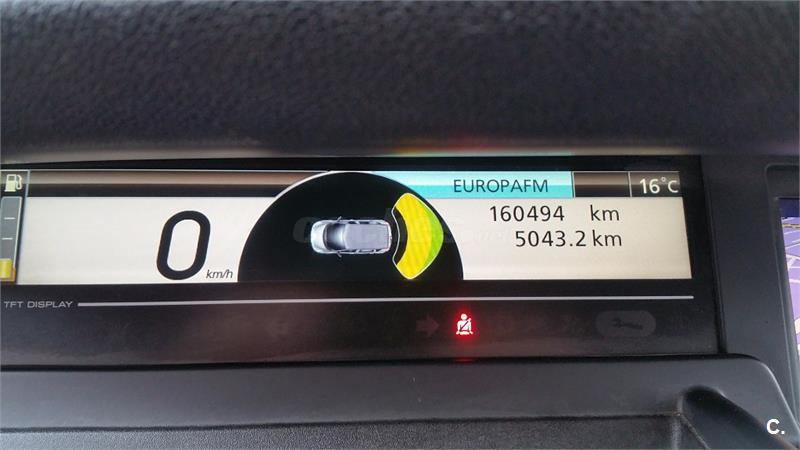 EUROPAFM
16°C
0 km/h
160494 km
5043.2 km
TFT DISPLAY
C.